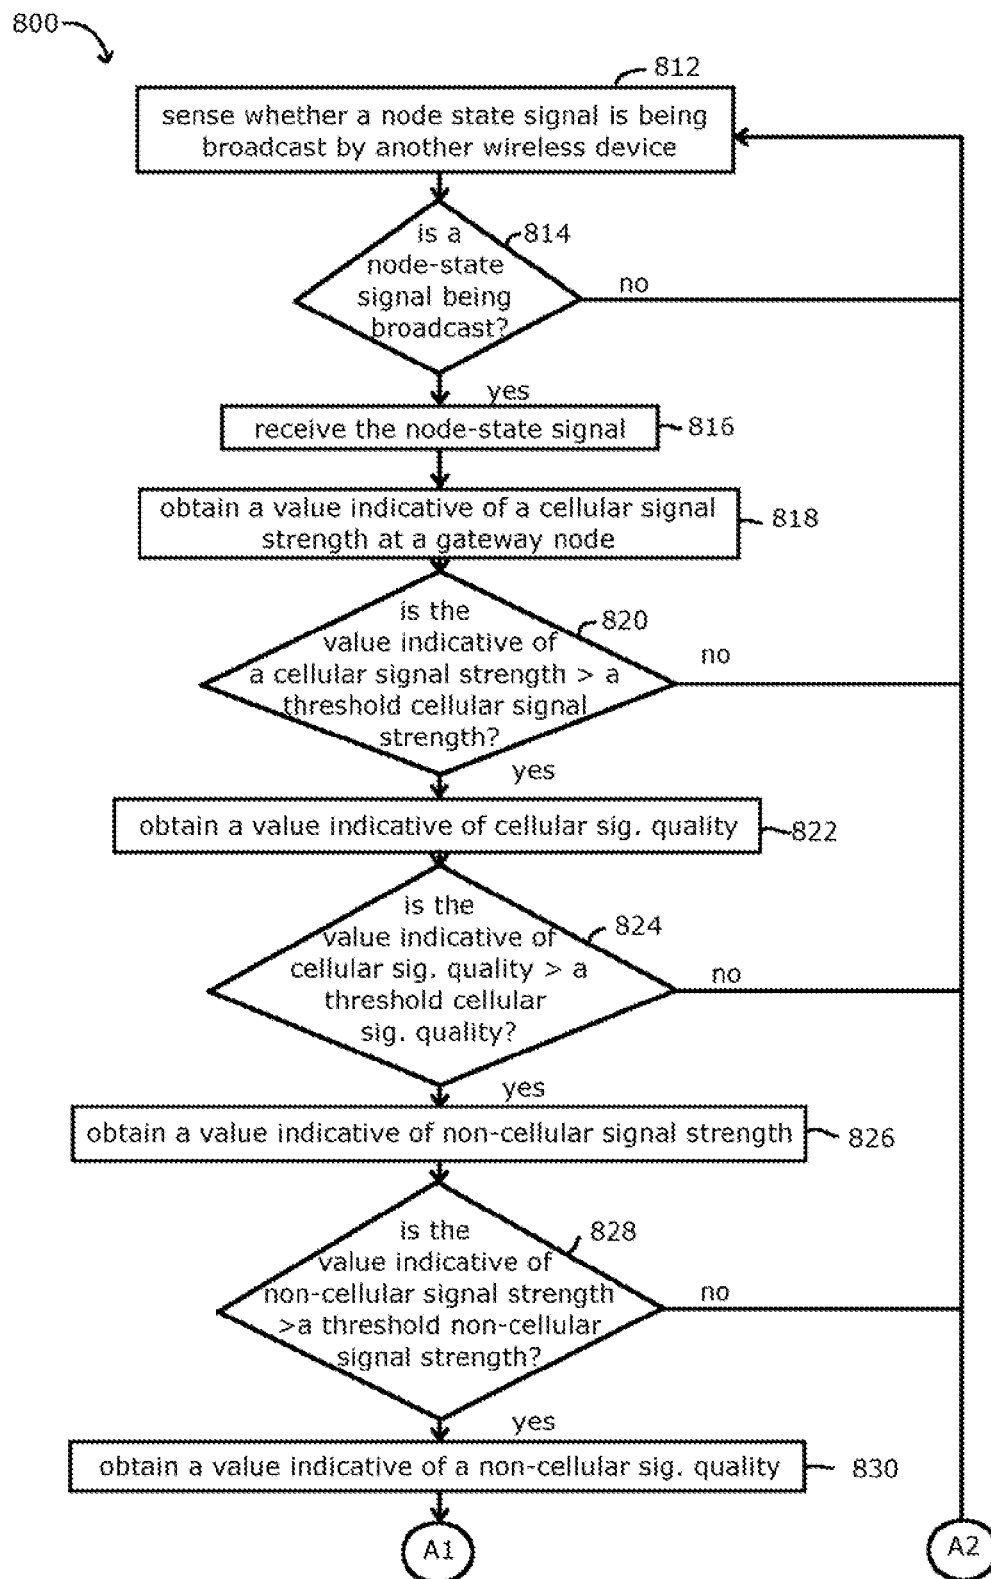 800
812
sense whether a node state signal is being
broadcast by another wireless device
814
is a
node-state
signal being
broadcast?
no
yes
receive the node-state signal
816
obtain a value indicative of a cellular signal
strength at a gateway node
818
is the
value indicative of
a cellular signal strength > a
threshold cellular signal
strength?
820
no
yes
obtain a value indicative of cellular sig. quality
822
is the
value indicative of
cellular sig. quality > a
threshold cellular
sig. quality?
824
no
yes
obtain a value indicative of non-cellular signal strength
826
is the
value indicative of
non-cellular signal strength
>a threshold non-cellular
signal strength?
828
no
yes
obtain a value indicative of a non-cellular sig. quality
830
A1
A2